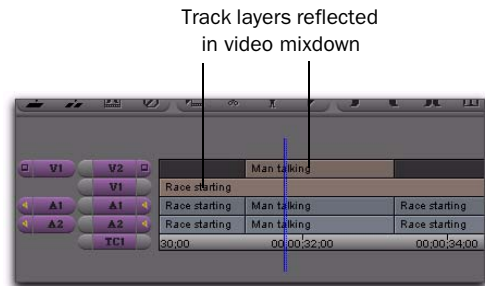 Track layers reflected
in video mixdown
V1 V2 Man talking
V1 Race starting
A1 A1 Race starting Man talking Race starting
A2 A2 Race starting Man talking Race starting
TC1 30;00 00;00;32;00 00;00;34;00